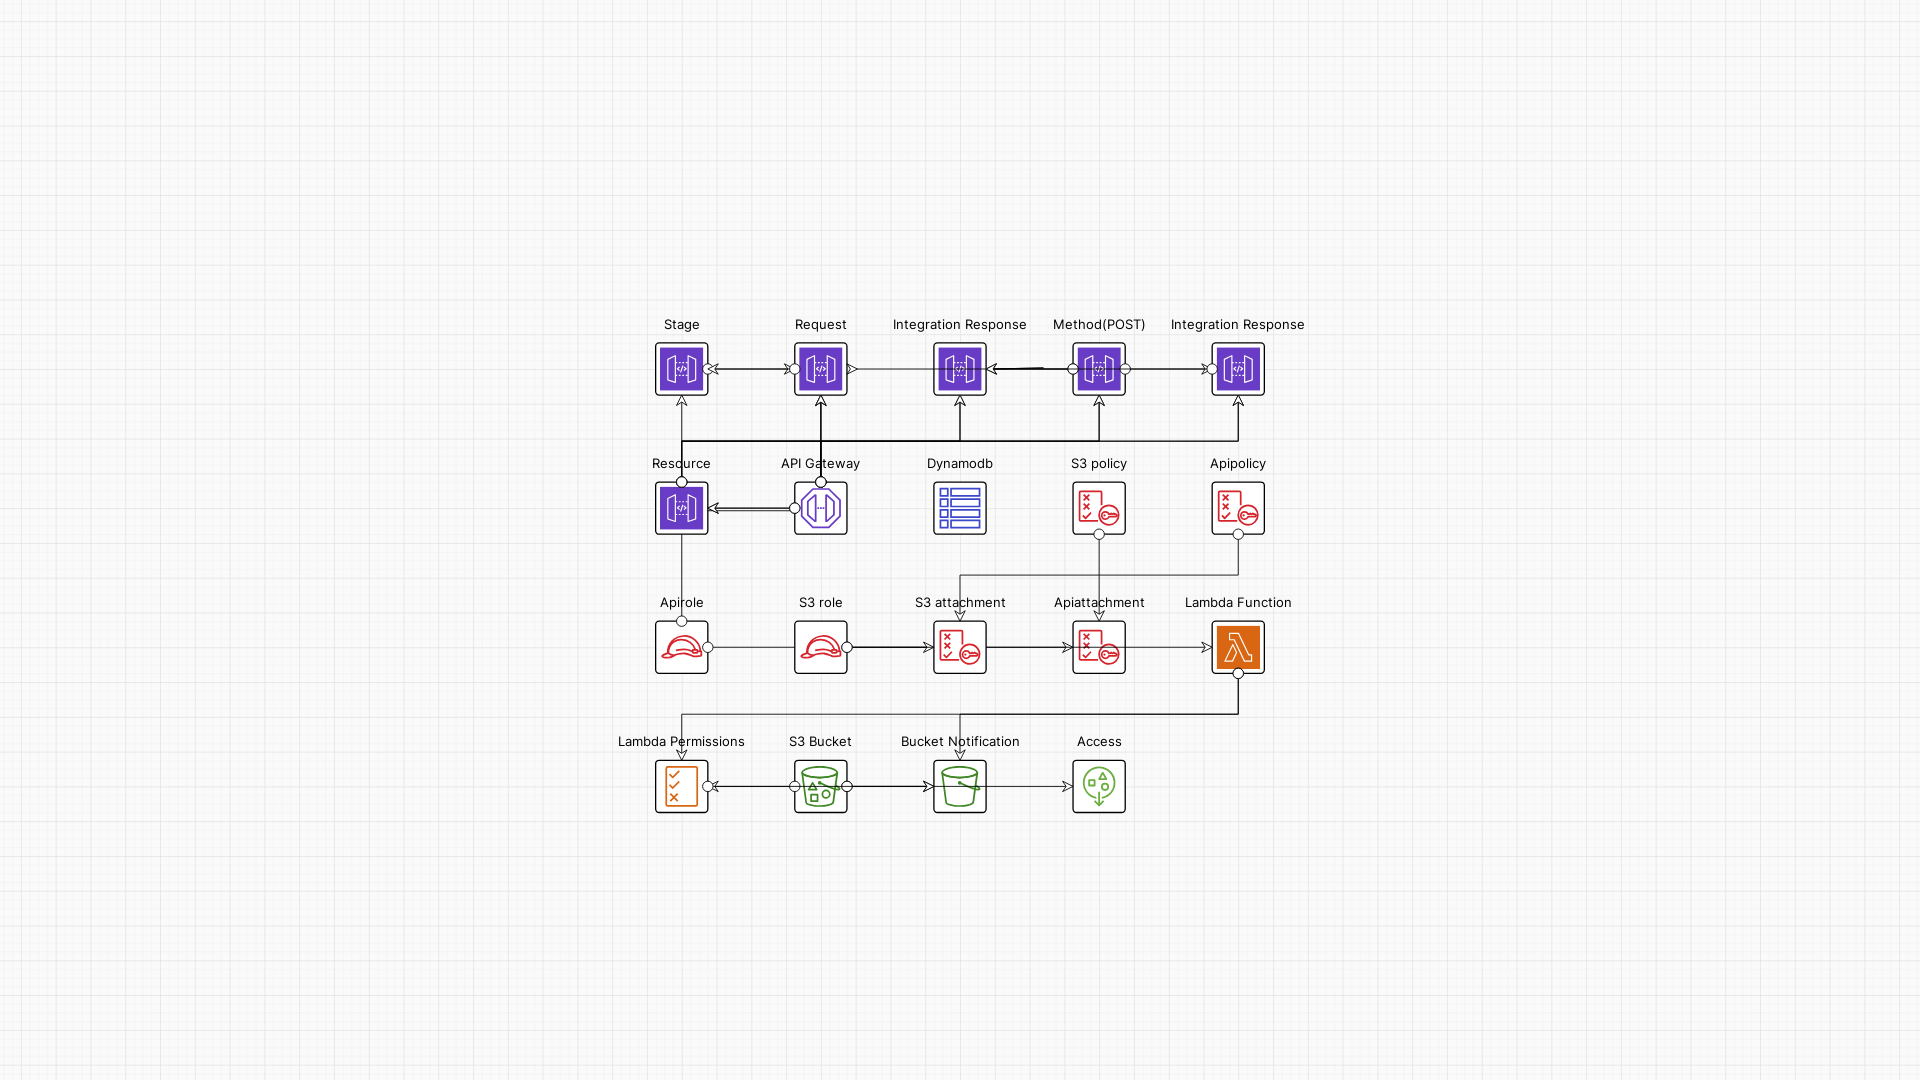 Stage
Request
Integration Response
Method(POST)
Integration Response
Resource
API Gateway
Dynamodb
S3 policy
Apipolicy
Apirole
S3 role
S3 attachment
Apiattachment
Lambda Function
Lambda Permissions
S3 Bucket
Bucket Notification
Access